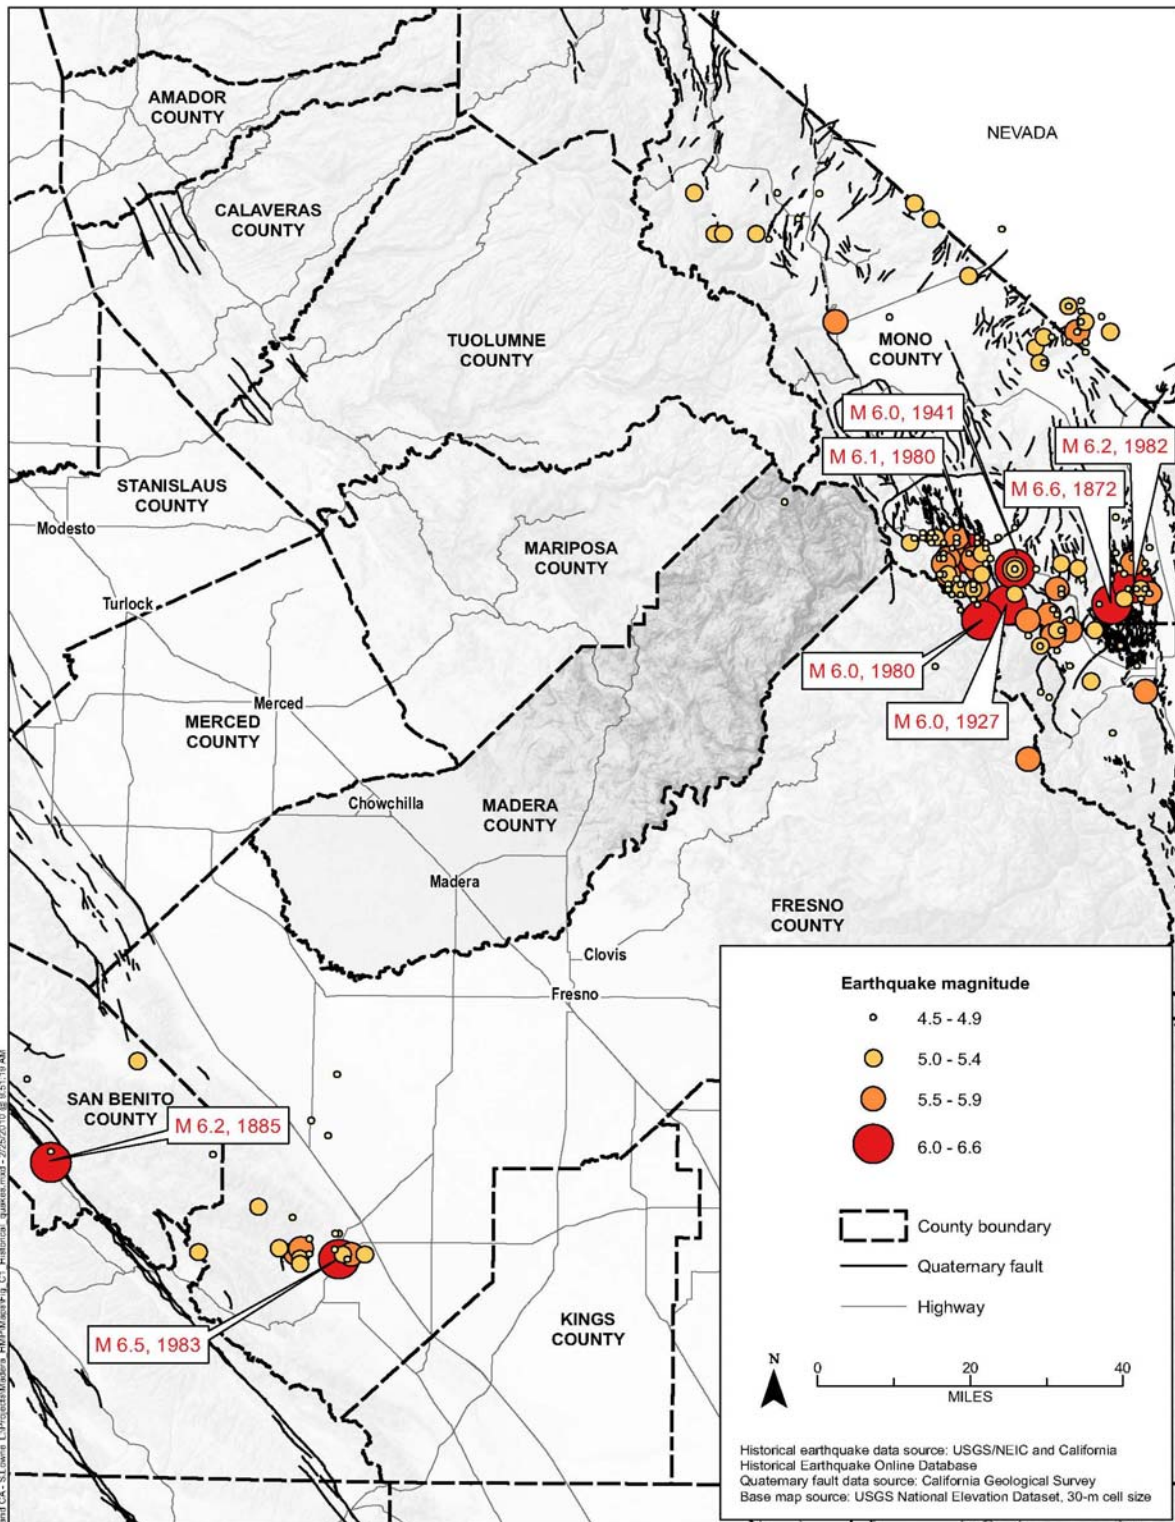 NEVADA
AMADOR
COUNTY
CALAVERAS
COUNTY
TUOLUMNE
COUNTY
MONO
COUNTY
M 6.0, 1941
M 6.1, 1980
M 6.2, 1982
M 6.6, 1872
STANISLAUS
COUNTY
Modesto
MARIPOSA
COUNTY
Turlock
M 6.0, 1980
Merced
MERCED
COUNTY
M 6.0, 1927
Chowchilla
MADERA
COUNTY
Madera
FRESNO
COUNTY
Clovis
Fresno
SAN BENITO
COUNTY
M 6.2, 1885
M 6.5, 1983
KINGS
COUNTY
Earthquake magnitude
4.5 - 4.9
5.0 - 5.4
5.5 - 5.9
6.0 - 6.6
County boundary
Quaternary fault
Highway
N
0 20 40
MILES
Historical earthquake data source: USGS/NEIC and California
Historical Earthquake Online Database
Quaternary fault data source: California Geological Survey
Base map source: USGS National Elevation Dataset, 30-m cell size